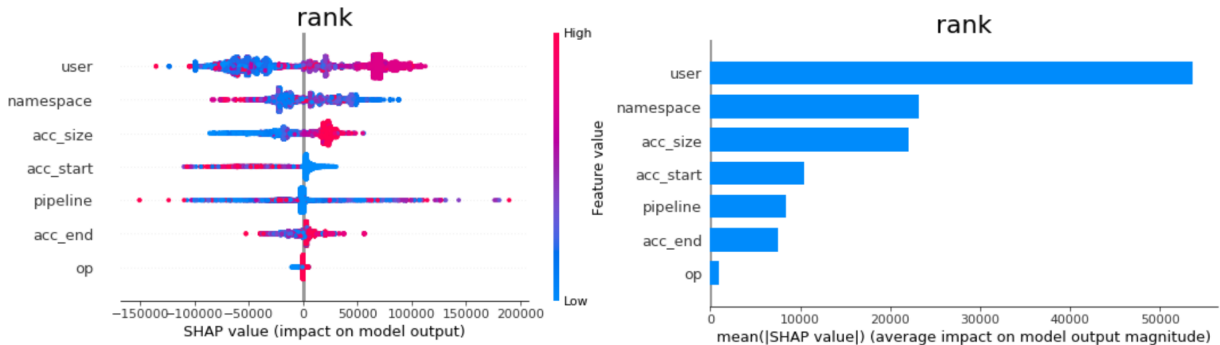 rank
High
user
namespace
acc_size
acc_start
pipeline
acc_end
op
Low
Feature value
−150000 −100000 −50000 0 50000 100000 150000 200000
SHAP value (impact on model output)
rank
user
namespace
acc_size
acc_start
pipeline
acc_end
op
0 10000 20000 30000 40000 50000
mean(|SHAP value|) (average impact on model output magnitude)